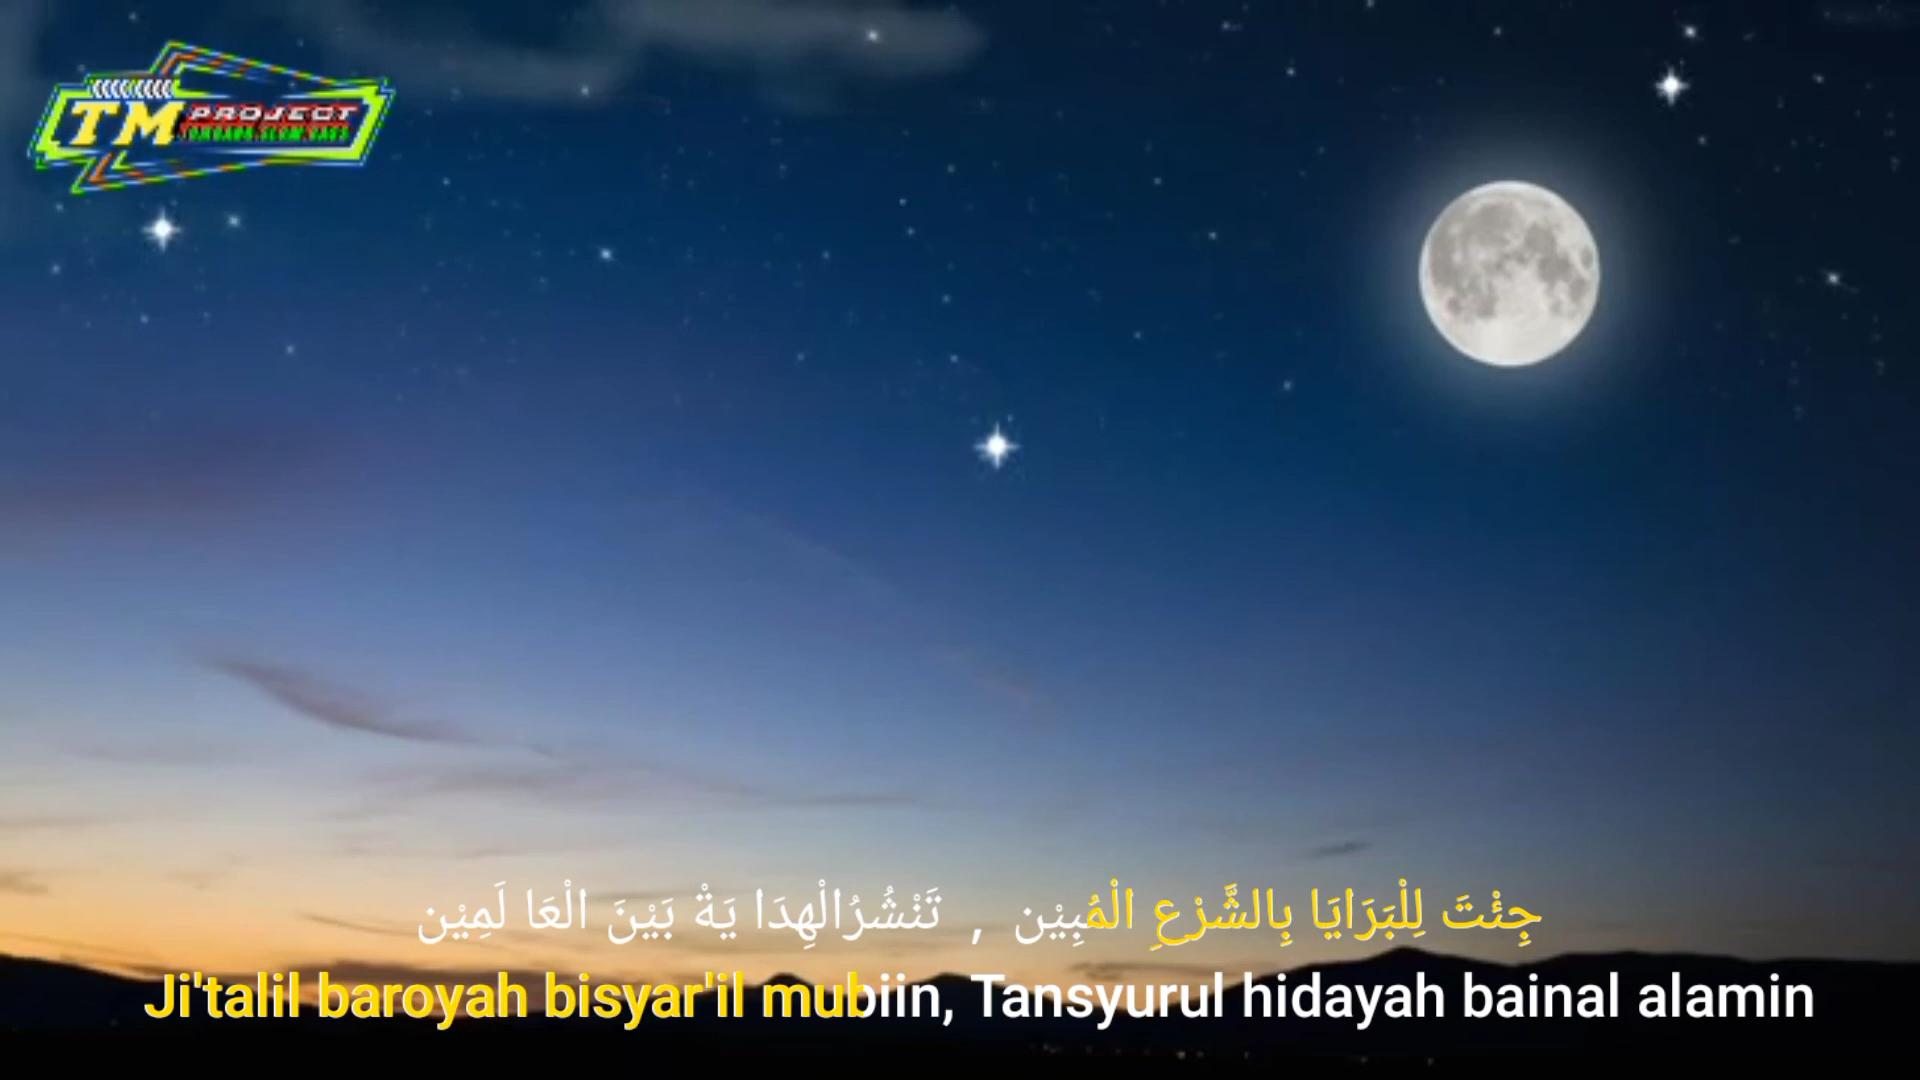 TM PROJECT
جِئْتَ لِلْبَرَايَا بِالشَّرْعِ الْمُبِيْن , تَنْشُرُالْهِدَا يَةْ بَيْنَ الْعَا لَمِيْن
Ji'talil baroyah bisyar'il mubiin, Tansyurul hidayah bainal alamin